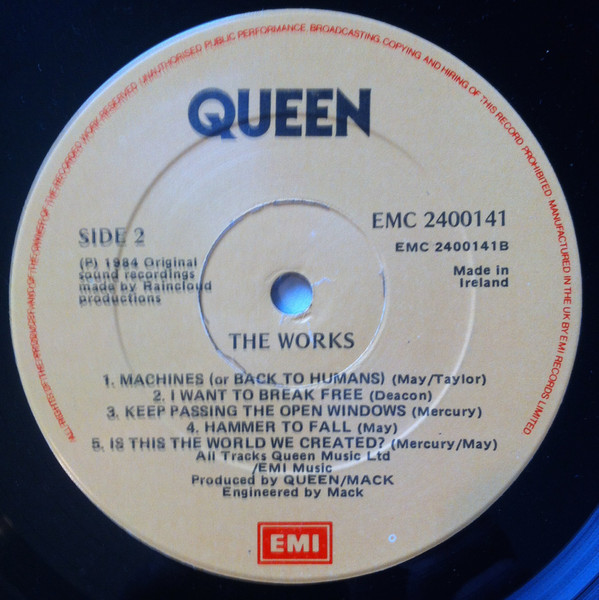 ALL RIGHTS OF THE MANUFACTURER AND OF THE OWNER OF THE RECORDED WORK RESERVED UNAUTHORISED PUBLIC PERFORMANCE BROADCASTING COPYING AND HIRING OF THIS RECORD PROHIBITED MANUFACTURED IN THE UK BY EMI RECORDS LIMITED
QUEEN
SIDE 2
EMC 2400141
EMC 2400141B
(P) 1984 Original
sound recordings
made by Raincloud
productions
Made in
Ireland
THE WORKS
1. MACHINES (or BACK TO HUMANS) (May/Taylor)
2. I WANT TO BREAK FREE (Deacon)
3. KEEP PASSING THE OPEN WINDOWS (Mercury)
4. HAMMER TO FALL (May)
5. IS THIS THE WORLD WE CREATED? (Mercury/May)
All Tracks Queen Music Ltd
/EMI Music
Produced by QUEEN/MACK
Engineered by Mack
EMI